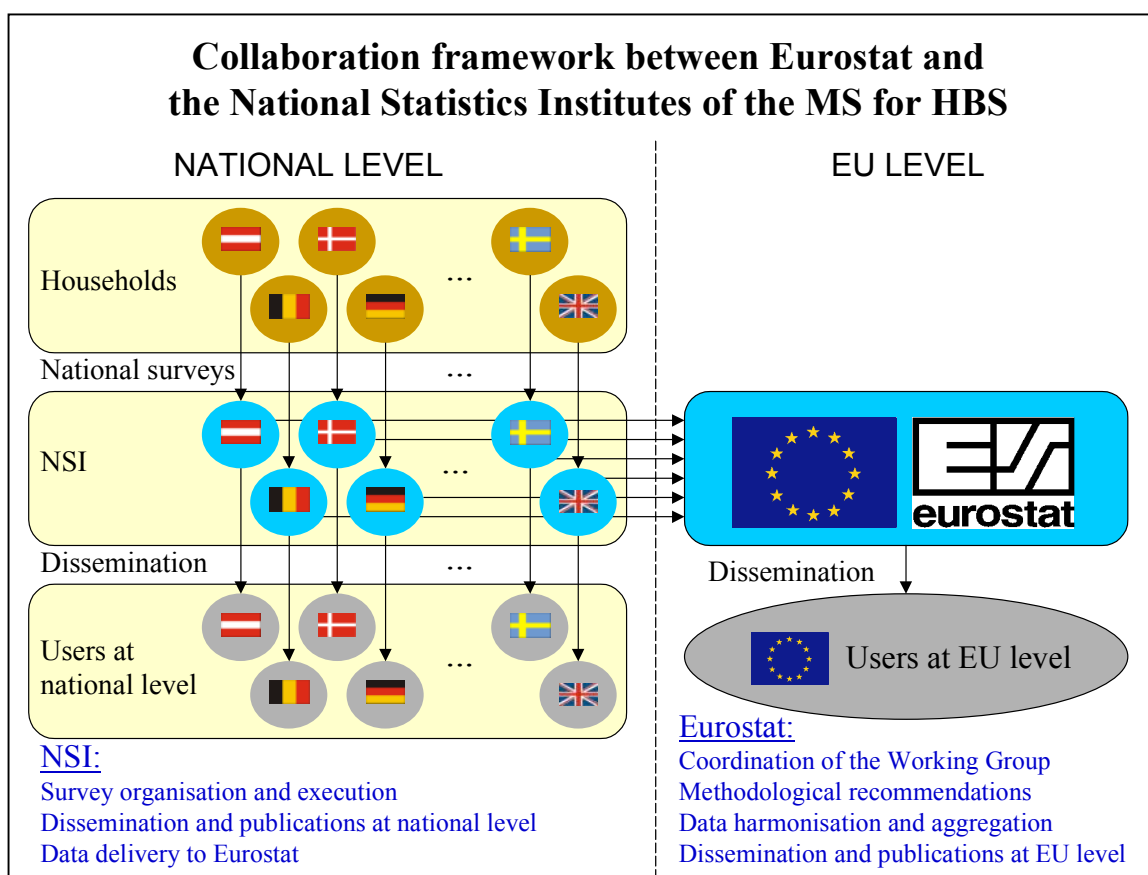 Collaboration framework between Eurostat and
the National Statistics Institutes of the MS for HBS
NATIONAL LEVEL
EU LEVEL
Households
...
National surveys
...
NSI
...
eurostat
Dissemination
...
Dissemination
Users at
national level
...
Users at EU level
NSI:
Survey organisation and execution
Dissemination and publications at national level
Data delivery to Eurostat
Eurostat:
Coordination of the Working Group
Methodological recommendations
Data harmonisation and aggregation
Dissemination and publications at EU level